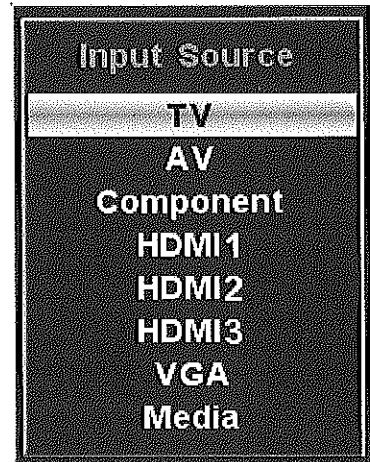 Input Source
TV
AV
Component
HDMI1
HDMI2
HDMI3
VGA
Media